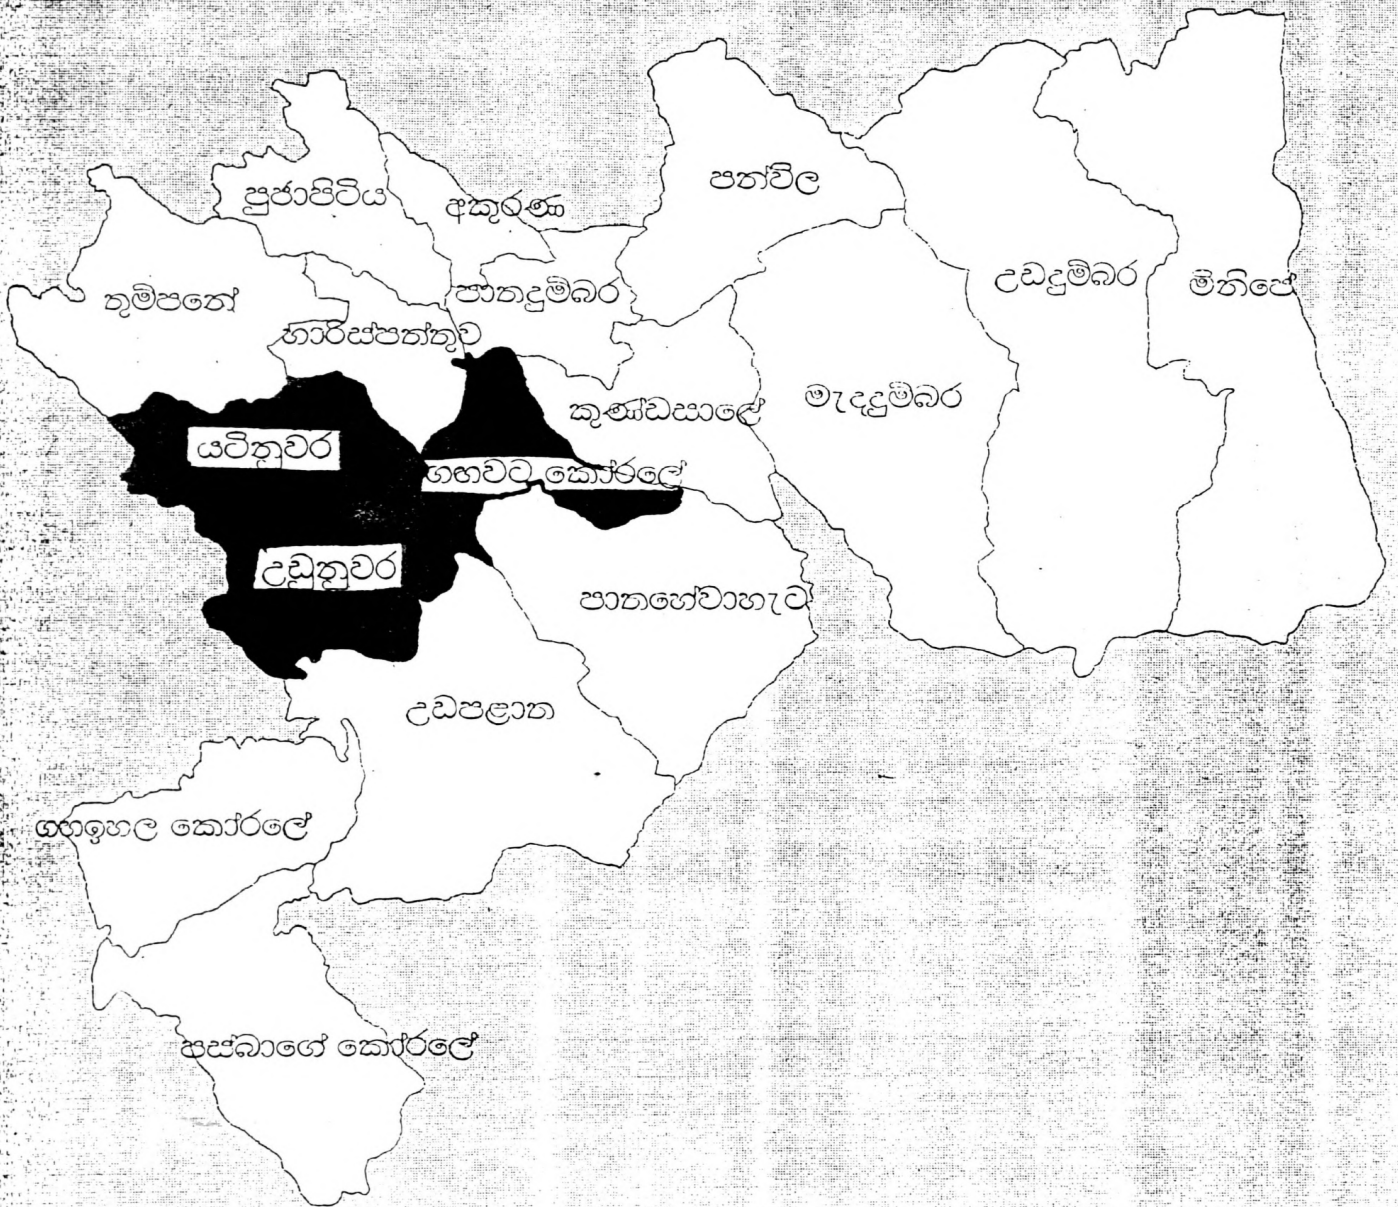 පන්විල
පුජාපිටිය
අකුරණ
උඩදුම්බර
මිනිපේ
තුම්පනේ
පාතදුම්බර
හාරිස්පත්තුව
මැදදුම්බර
කුණ්ඩසාලේ
යටිනුවර
ගඟවට කෝරලේ
උඩුනුවර
පාතහේවාහැට
උඩපළාත
ගඟඉහල කෝරලේ
පස්බාගේ කෝරලේ